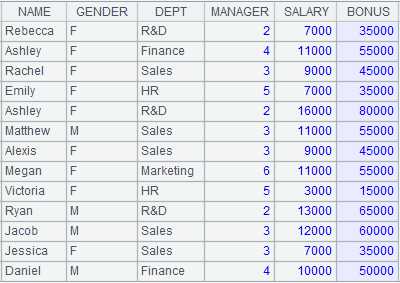 NAME GENDER DEPT MANAGER SALARY BONUS
Rebecca F R&D 2 7000 35000
Ashley F Finance 4 11000 55000
Rachel F Sales 3 9000 45000
Emily F HR 5 7000 35000
Ashley F R&D 2 16000 80000
Matthew M Sales 3 11000 55000
Alexis F Sales 3 9000 45000
Megan F Marketing 6 11000 55000
Victoria F HR 5 3000 15000
Ryan M R&D 2 13000 65000
Jacob M Sales 3 12000 60000
Jessica F Sales 3 7000 35000
Daniel M Finance 4 10000 50000